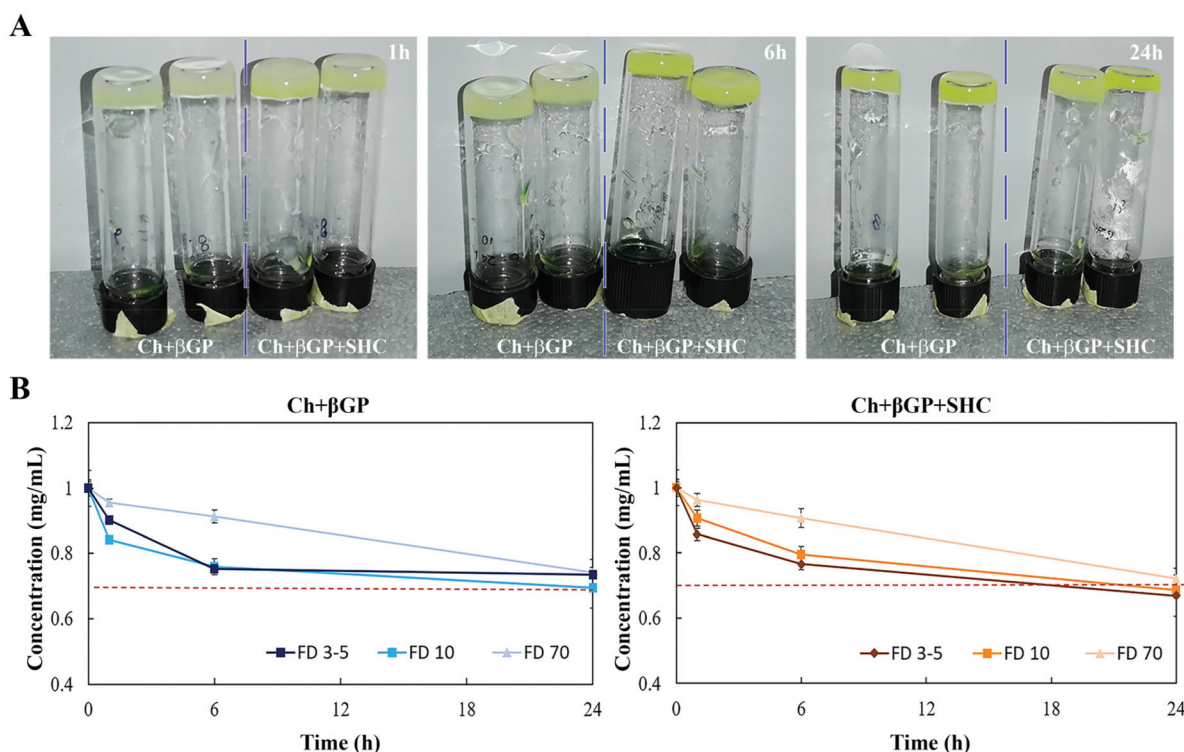 A
1h
6h
24h
Ch+βGP
Ch+βGP+SHC
Ch+βGP
Ch+βGP+SHC
Ch+βGP
Ch+βGP+SHC
B
Ch+βGP
Concentration (mg/mL)
1.2
1
0.8
0.6
0.4
FD 3-5 FD 10 FD 70
0 6 12 18 24
Time (h)
Ch+βGP+SHC
Concentration (mg/mL)
1.2
1
0.8
0.6
0.4
FD 3-5 FD 10 FD 70
0 6 12 18 24
Time (h)